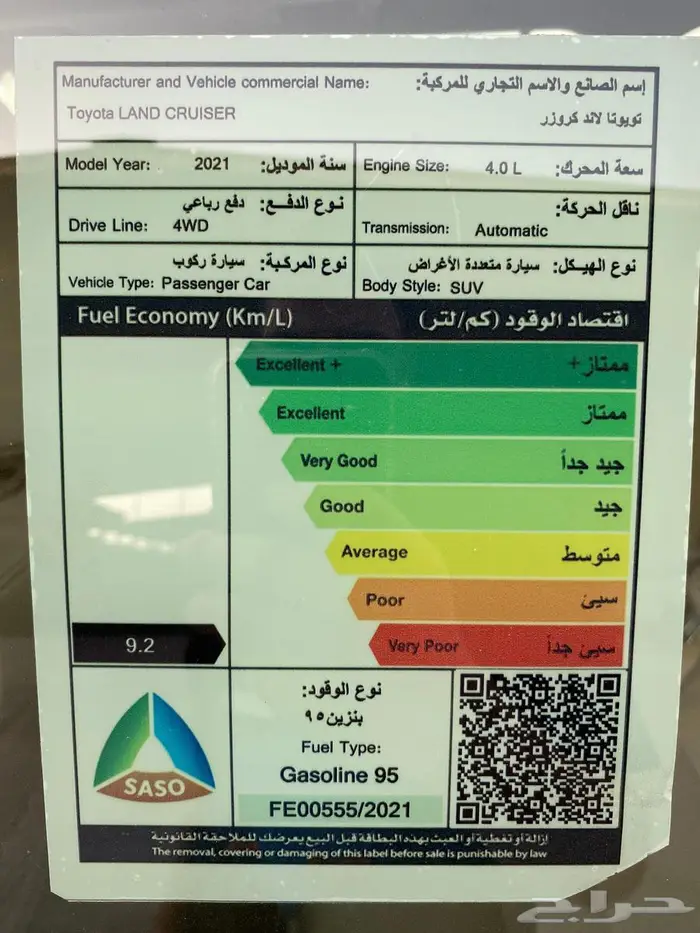 Manufacturer and Vehicle commercial Name: إسم الصانع والاسم التجاري للمركبة:
Toyota LAND CRUISER تويوتا لاند كروزر
Model Year: 2021 سنة الموديل:
Engine Size: 4.0 L سعة المحرك:
نـوع الدفـــع: دفع رباعي
Drive Line: 4WD
ناقل الحركة:
Transmission: Automatic
نوع المركبة: سيارة ركوب
Vehicle Type: Passenger Car
نوع الهيكل: سيارة متعددة الأغراض
Body Style: SUV
Fuel Economy (Km/L) اقتصاد الوقود (كم/لتر)
Excellent + ممتاز+
Excellent ممتاز
Very Good جيد جداً
Good جيد
Average متوسط
Poor سيئ
9.2
Very Poor سيئ جداً
SASO
نوع الوقود:
بنزين ٩٥
Fuel Type:
Gasoline 95
FE00555/2021
إزالة أو تغطية أو العبث بهذه البطاقة قبل البيع يعرضك للملاحقة القانونية
The removal, covering or damaging of this label before sale is punishable by law
حراج